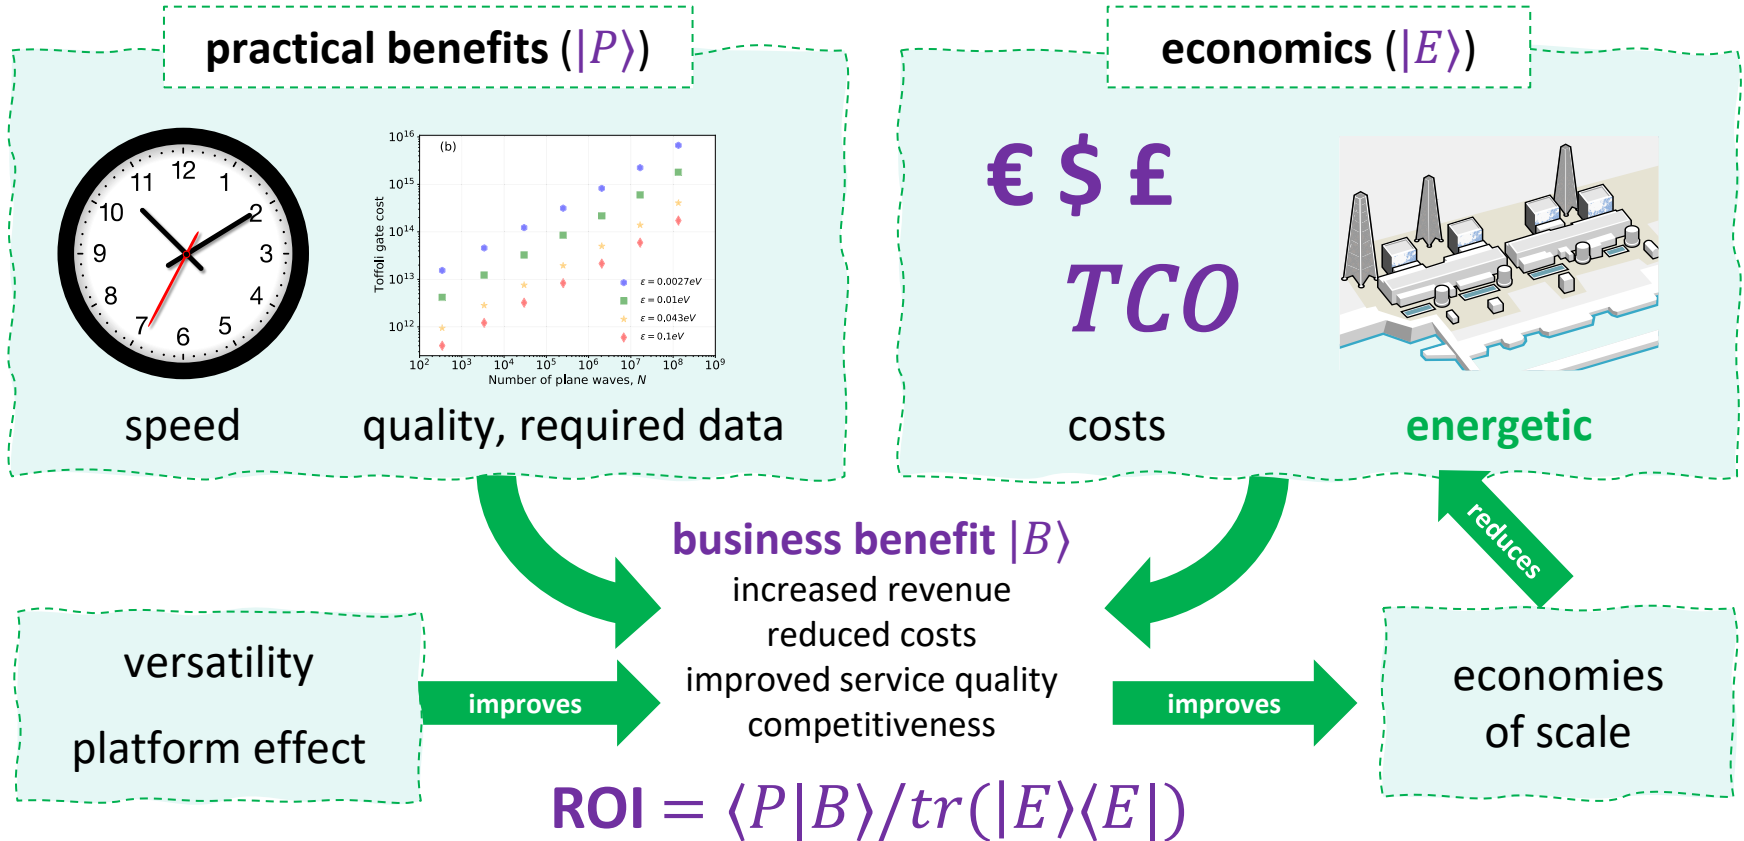 practical benefits (|P⟩)
economics (|E⟩)
12
11
1
10
2
9
3
8
4
7
5
6
(b)
10¹⁶
10¹⁵
10¹⁴
10¹³
10¹²
Toffoli gate cost
ε = 0.0027eV
ε = 0.01eV
ε = 0.043eV
ε = 0.1eV
10² 10³ 10⁴ 10⁵ 10⁶ 10⁷ 10⁸ 10⁹
Number of plane waves, N
€ $ £
TCO
speed
quality, required data
costs
energetic
reduces
business benefit |B⟩
increased revenue
reduced costs
improved service quality
competitiveness
versatility
platform effect
improves
improves
economies
of scale
ROI = ⟨P|B⟩/tr(|E⟩⟨E|)